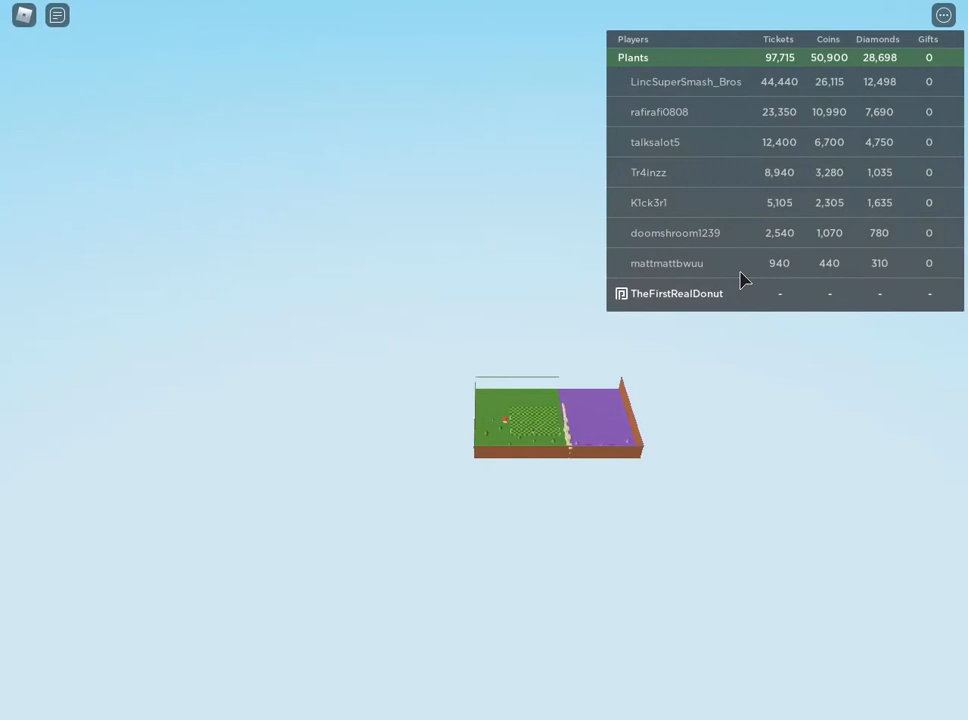 Players Tickets Coins Diamonds Gifts
Plants 97,715 50,900 28,698 0
LincSuperSmash_Bros 44,440 26,115 12,498 0
rafirafi0808 23,350 10,990 7,690 0
talksalot5 12,400 6,700 4,750 0
Tr4inzz 8,940 3,280 1,035 0
K1ck3r1 5,105 2,305 1,635 0
doomshroom1239 2,540 1,070 780 0
mattmattbwuu 940 440 310 0
TheFirstRealDonut - - - -